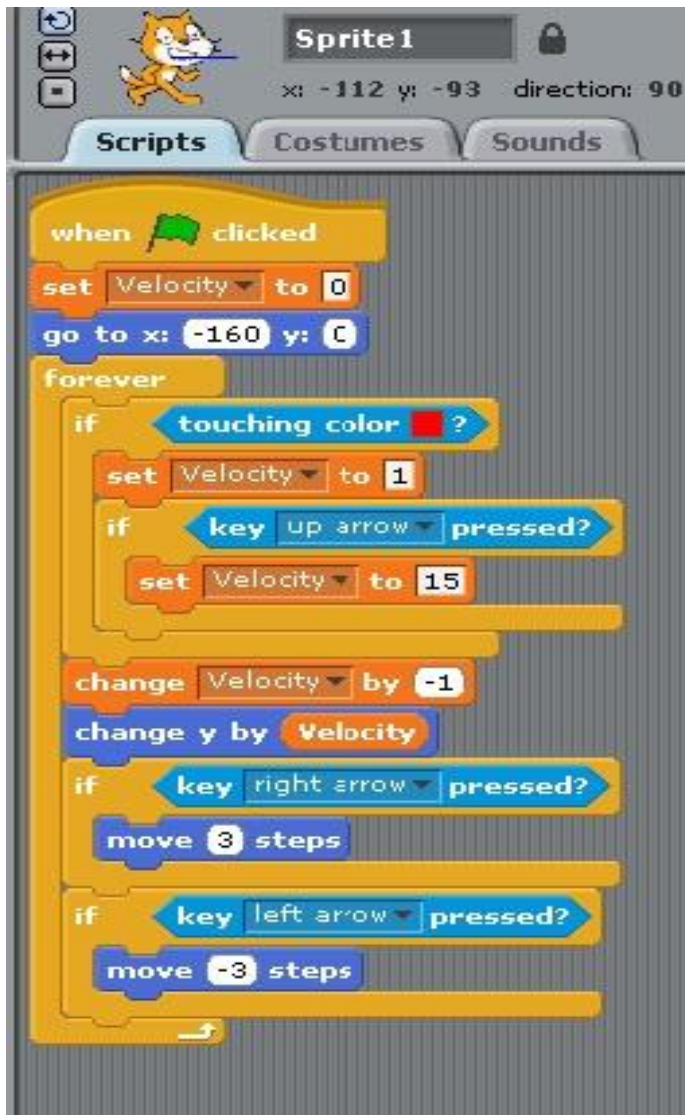 Sprite1
x: -112 y: -93 direction: 90
Scripts Costumes Sounds
when clicked
set Velocity to 0
go to x: -160 y:
forever
if touching color ?
set Velocity to 1
if key up arrow pressed?
set Velocity to 15
change Velocity by -1
change y by Velocity
if key right arrow pressed?
move 3 steps
if key left arrow pressed?
move -3 steps